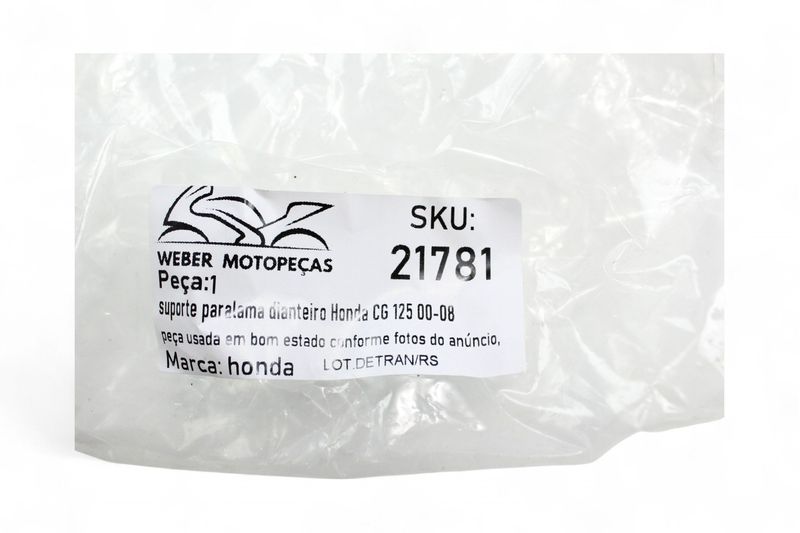 WEBER MOTOPEÇAS
SKU:
21781
Peça:1
suporte paralama dianteiro Honda CG 125 00-08
peça usada em bom estado conforme fotos do anúncio,
Marca: honda
LOT.DETRAN/RS